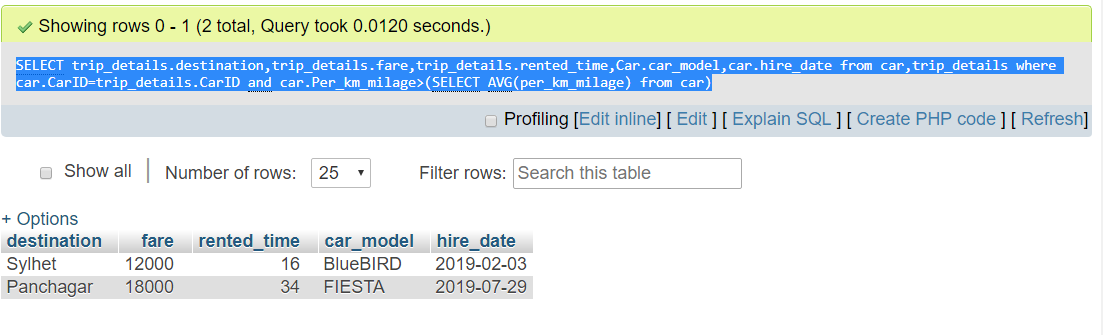 Showing rows 0 - 1 (2 total, Query took 0.0120 seconds.)
SELECT trip_details.destination,trip_details.fare,trip_details.rented_time,Car.car_model,car.hire_date from car,trip_details where
car.CarID=trip_details.CarID and car.Per_km_milage>(SELECT AVG(per_km_milage) from car)
Profiling [Edit inline] [ Edit ] [ Explain SQL ] [ Create PHP code ] [ Refresh]
Show all | Number of rows: 25 Filter rows: Search this table
+ Options
destination fare rented_time car_model hire_date
Sylhet 12000 16 BlueBIRD 2019-02-03
Panchagar 18000 34 FIESTA 2019-07-29